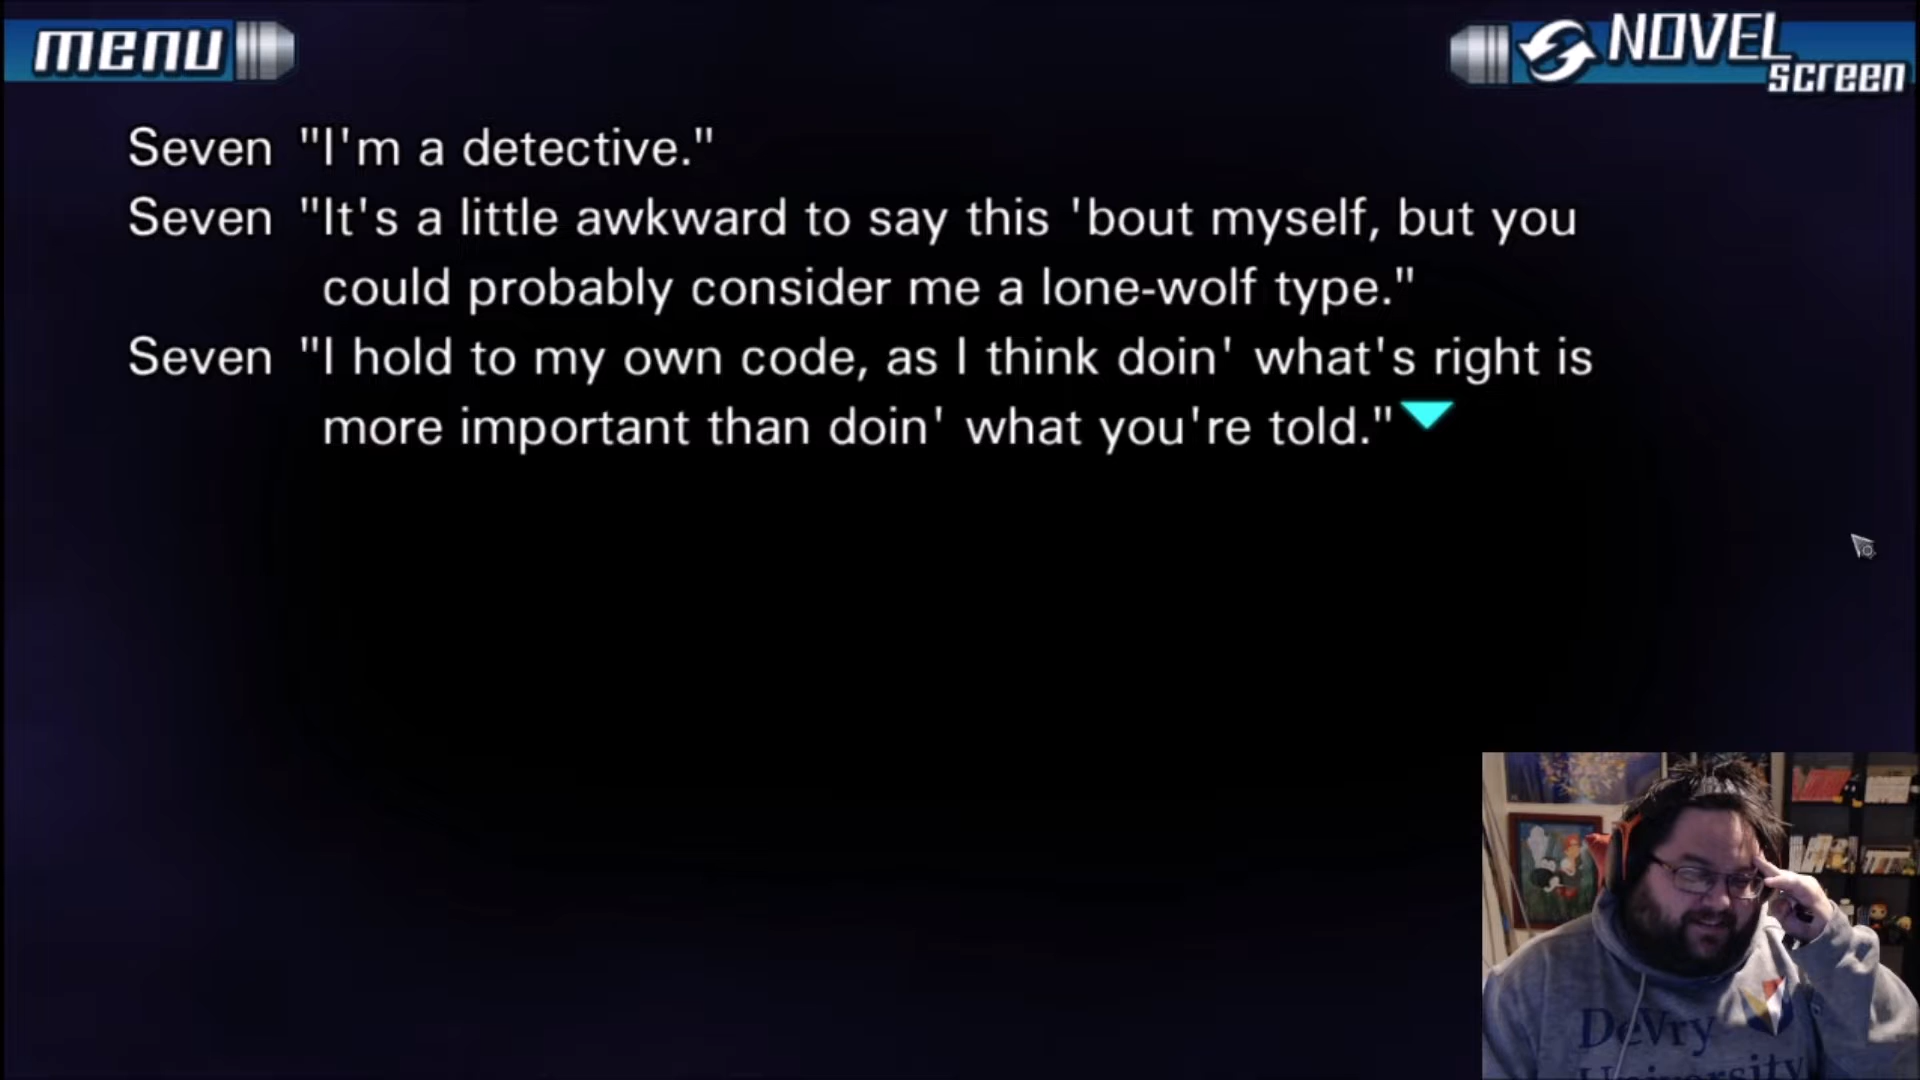 menu
NOVEL
screen
Seven "I'm a detective."
Seven "It's a little awkward to say this 'bout myself, but you
could probably consider me a lone-wolf type."
Seven "I hold to my own code, as I think doin' what's right is
more important than doin' what you're told."
DeVry
University